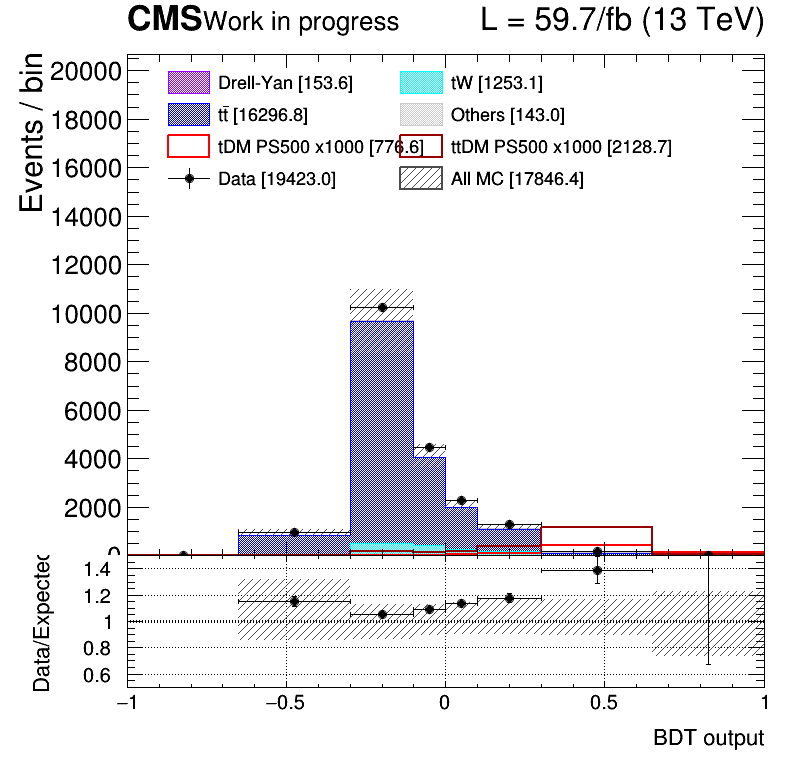 CMS Work in progress L = 59.7/fb (13 TeV)
Events / bin
20000
18000
16000
14000
12000
10000
8000
6000
4000
2000
0
Drell-Yan [153.6] tW [1253.1]
tt̄ [16296.8] Others [143.0]
tDM PS500 x1000 [776.6] ttDM PS500 x1000 [2128.7]
Data [19423.0] All MC [17846.4]
Data/Expected
1.4
1.2
1
0.8
0.6
−1 −0.5 0 0.5 1
BDT output